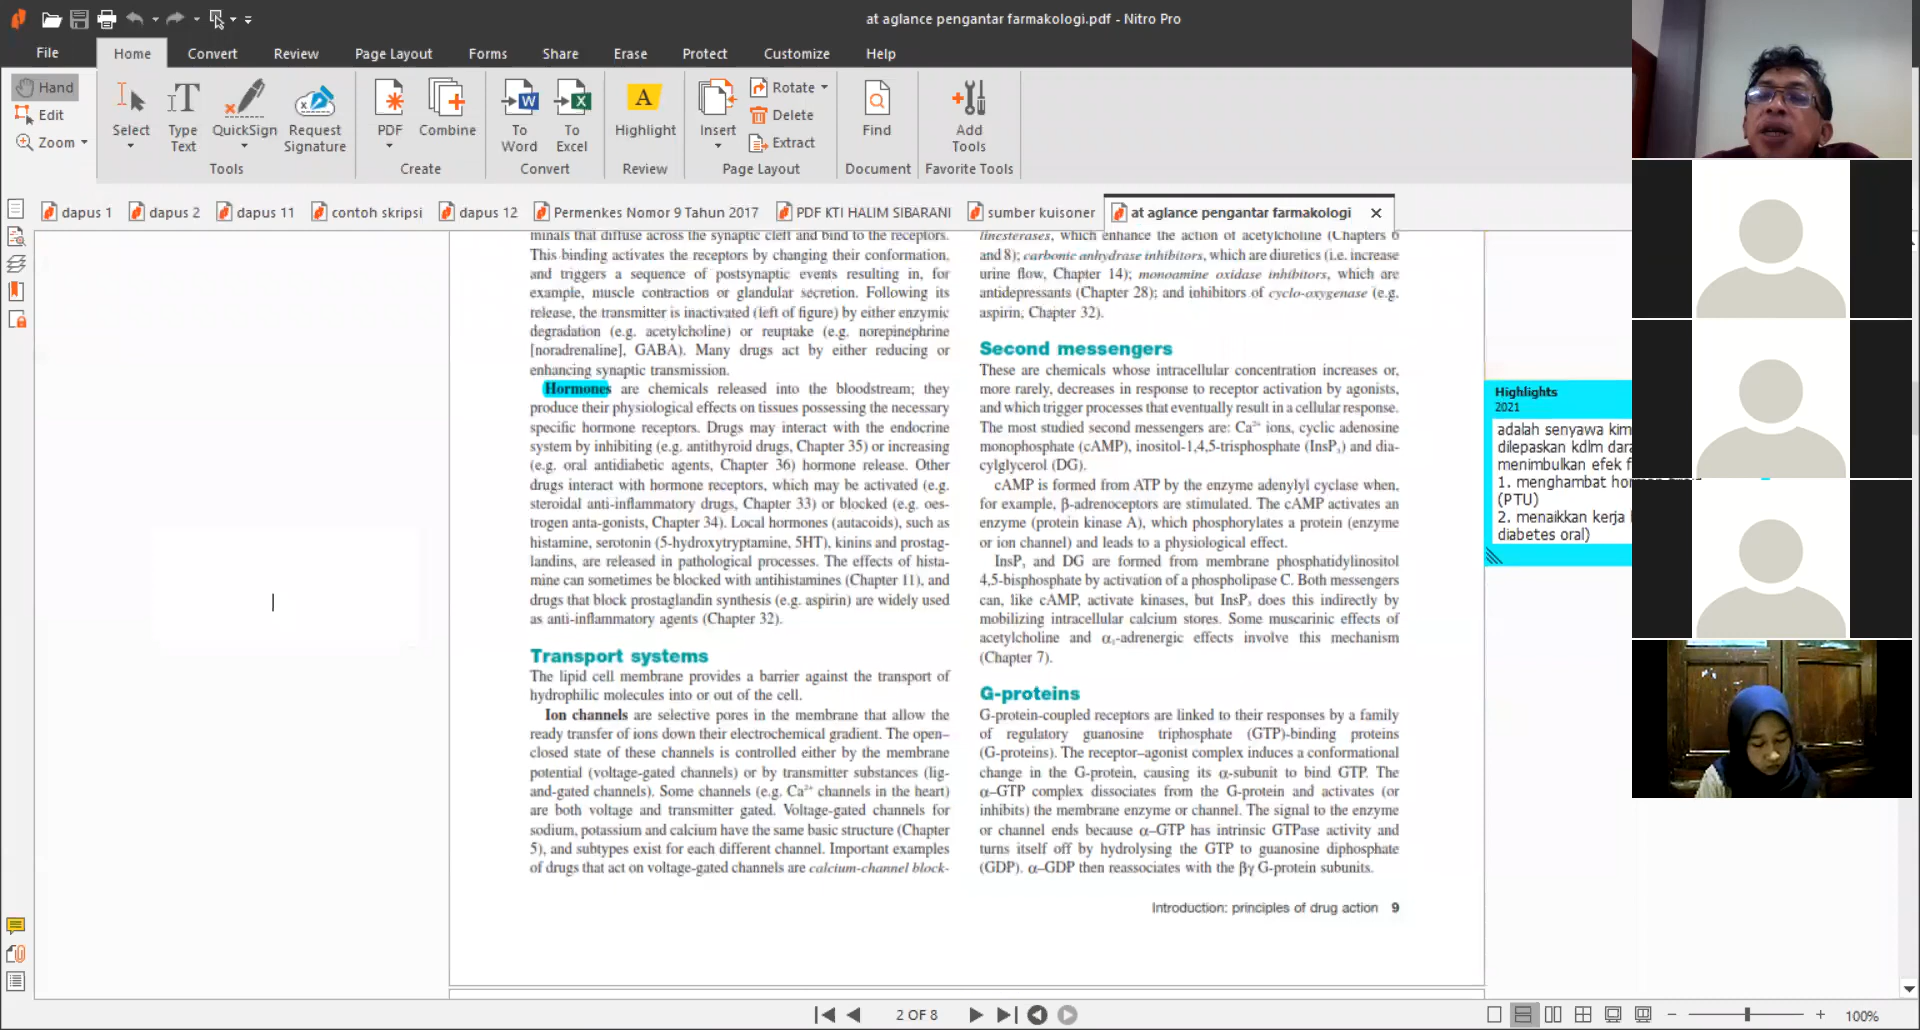 at aglance pengantar farmakologi.pdf - Nitro Pro
File
Home
Convert
Review
Page Layout
Forms
Share
Erase
Protect
Customize
Help
Hand
Edit
Zoom
Select
Type
Text
QuickSign
Request
Signature
Tools
PDF
Combine
Create
To
Word
To
Excel
Convert
Highlight
Review
Insert
Rotate
Delete
Extract
Page Layout
Find
Document
Add
Tools
Favorite Tools
dapus 1
dapus 2
dapus 11
contoh skripsi
dapus 12
Permenkes Nomor 9 Tahun 2017
PDF KTI HALIM SIBARANI
sumber kuisoner
at aglance pengantar farmakologi
minals that diffuse across the synaptic cleft and bind to the receptors.
This binding activates the receptors by changing their conformation,
and triggers a sequence of postsynaptic events resulting in, for
example, muscle contraction or glandular secretion. Following its
release, the transmitter is inactivated (left of figure) by either enzymic
degradation (e.g. acetylcholine) or reuptake (e.g. norepinephrine
[noradrenaline], GABA). Many drugs act by either reducing or
enhancing synaptic transmission.
Hormones are chemicals released into the bloodstream; they
produce their physiological effects on tissues possessing the necessary
specific hormone receptors. Drugs may interact with the endocrine
system by inhibiting (e.g. antithyroid drugs, Chapter 35) or increasing
(e.g. oral antidiabetic agents, Chapter 36) hormone release. Other
drugs interact with hormone receptors, which may be activated (e.g.
steroidal anti-inflammatory drugs, Chapter 33) or blocked (e.g. oes-
trogen anta-gonists, Chapter 34). Local hormones (autacoids), such as
histamine, serotonin (5-hydroxytryptamine, 5HT), kinins and prostag-
landins, are released in pathological processes. The effects of hista-
mine can sometimes be blocked with antihistamines (Chapter 11), and
drugs that block prostaglandin synthesis (e.g. aspirin) are widely used
as anti-inflammatory agents (Chapter 32).
Transport systems
The lipid cell membrane provides a barrier against the transport of
hydrophilic molecules into or out of the cell.
Ion channels are selective pores in the membrane that allow the
ready transfer of ions down their electrochemical gradient. The open–
closed state of these channels is controlled either by the membrane
potential (voltage-gated channels) or by transmitter substances (lig-
and-gated channels). Some channels (e.g. Ca²⁺ channels in the heart)
are both voltage and transmitter gated. Voltage-gated channels for
sodium, potassium and calcium have the same basic structure (Chapter
5), and subtypes exist for each different channel. Important examples
of drugs that act on voltage-gated channels are calcium-channel block-
linesterases, which enhance the action of acetylcholine (Chapters 6
and 8); carbonic anhydrase inhibitors, which are diuretics (i.e. increase
urine flow, Chapter 14); monoamine oxidase inhibitors, which are
antidepressants (Chapter 28); and inhibitors of cyclo-oxygenase (e.g.
aspirin, Chapter 32).
Second messengers
These are chemicals whose intracellular concentration increases or,
more rarely, decreases in response to receptor activation by agonists,
and which trigger processes that eventually result in a cellular response.
The most studied second messengers are: Ca²⁺ ions, cyclic adenosine
monophosphate (cAMP), inositol-1,4,5-trisphosphate (InsP₃) and dia-
cylglycerol (DG).
cAMP is formed from ATP by the enzyme adenylyl cyclase when,
for example, β-adrenoceptors are stimulated. The cAMP activates an
enzyme (protein kinase A), which phosphorylates a protein (enzyme
or ion channel) and leads to a physiological effect.
InsP₃ and DG are formed from membrane phosphatidylinositol
4,5-bisphosphate by activation of a phospholipase C. Both messengers
can, like cAMP, activate kinases, but InsP₃ does this indirectly by
mobilizing intracellular calcium stores. Some muscarinic effects of
acetylcholine and α₁-adrenergic effects involve this mechanism
(Chapter 7).
G-proteins
G-protein-coupled receptors are linked to their responses by a family
of regulatory guanosine triphosphate (GTP)-binding proteins
(G-proteins). The receptor–agonist complex induces a conformational
change in the G-protein, causing its α-subunit to bind GTP. The
α–GTP complex dissociates from the G-protein and activates (or
inhibits) the membrane enzyme or channel. The signal to the enzyme
or channel ends because α–GTP has intrinsic GTPase activity and
turns itself off by hydrolysing the GTP to guanosine diphosphate
(GDP). α–GDP then reassociates with the βγ G-protein subunits.
Introduction: principles of drug action 9
Highlights
2021
adalah senyawa kim
dilepaskan kdlm dara
menimbulkan efek f
1. menghambat ho
(PTU)
2. menaikkan kerja
diabetes oral)
2 OF 8
100%